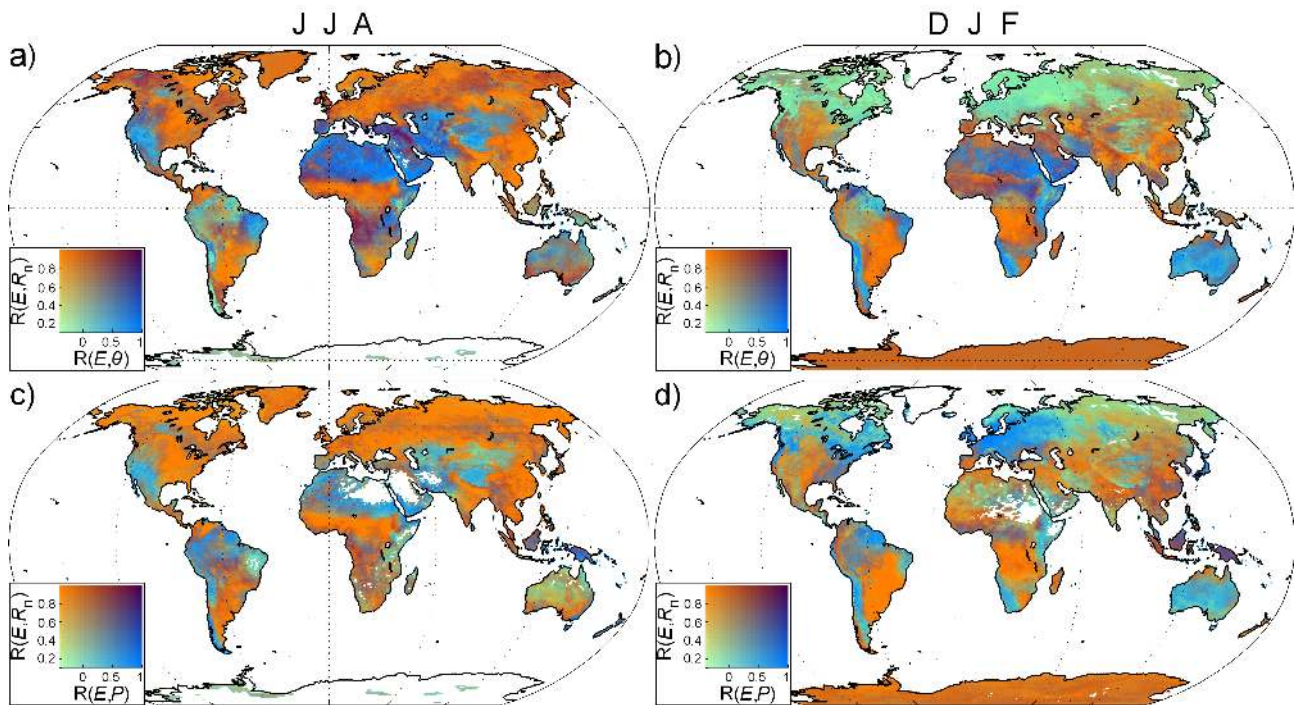 J J A
D J F
a)
b)
R(E,Rn)
0.8
0.6
0.4
0.2
0 0.5 1
R(E,θ)
R(E,Rn)
0.8
0.6
0.4
0.2
0 0.5 1
R(E,θ)
c)
d)
R(E,Rn)
0.8
0.6
0.4
0.2
0 0.5 1
R(E,P)
R(E,Rn)
0.8
0.6
0.4
0.2
0 0.5 1
R(E,P)